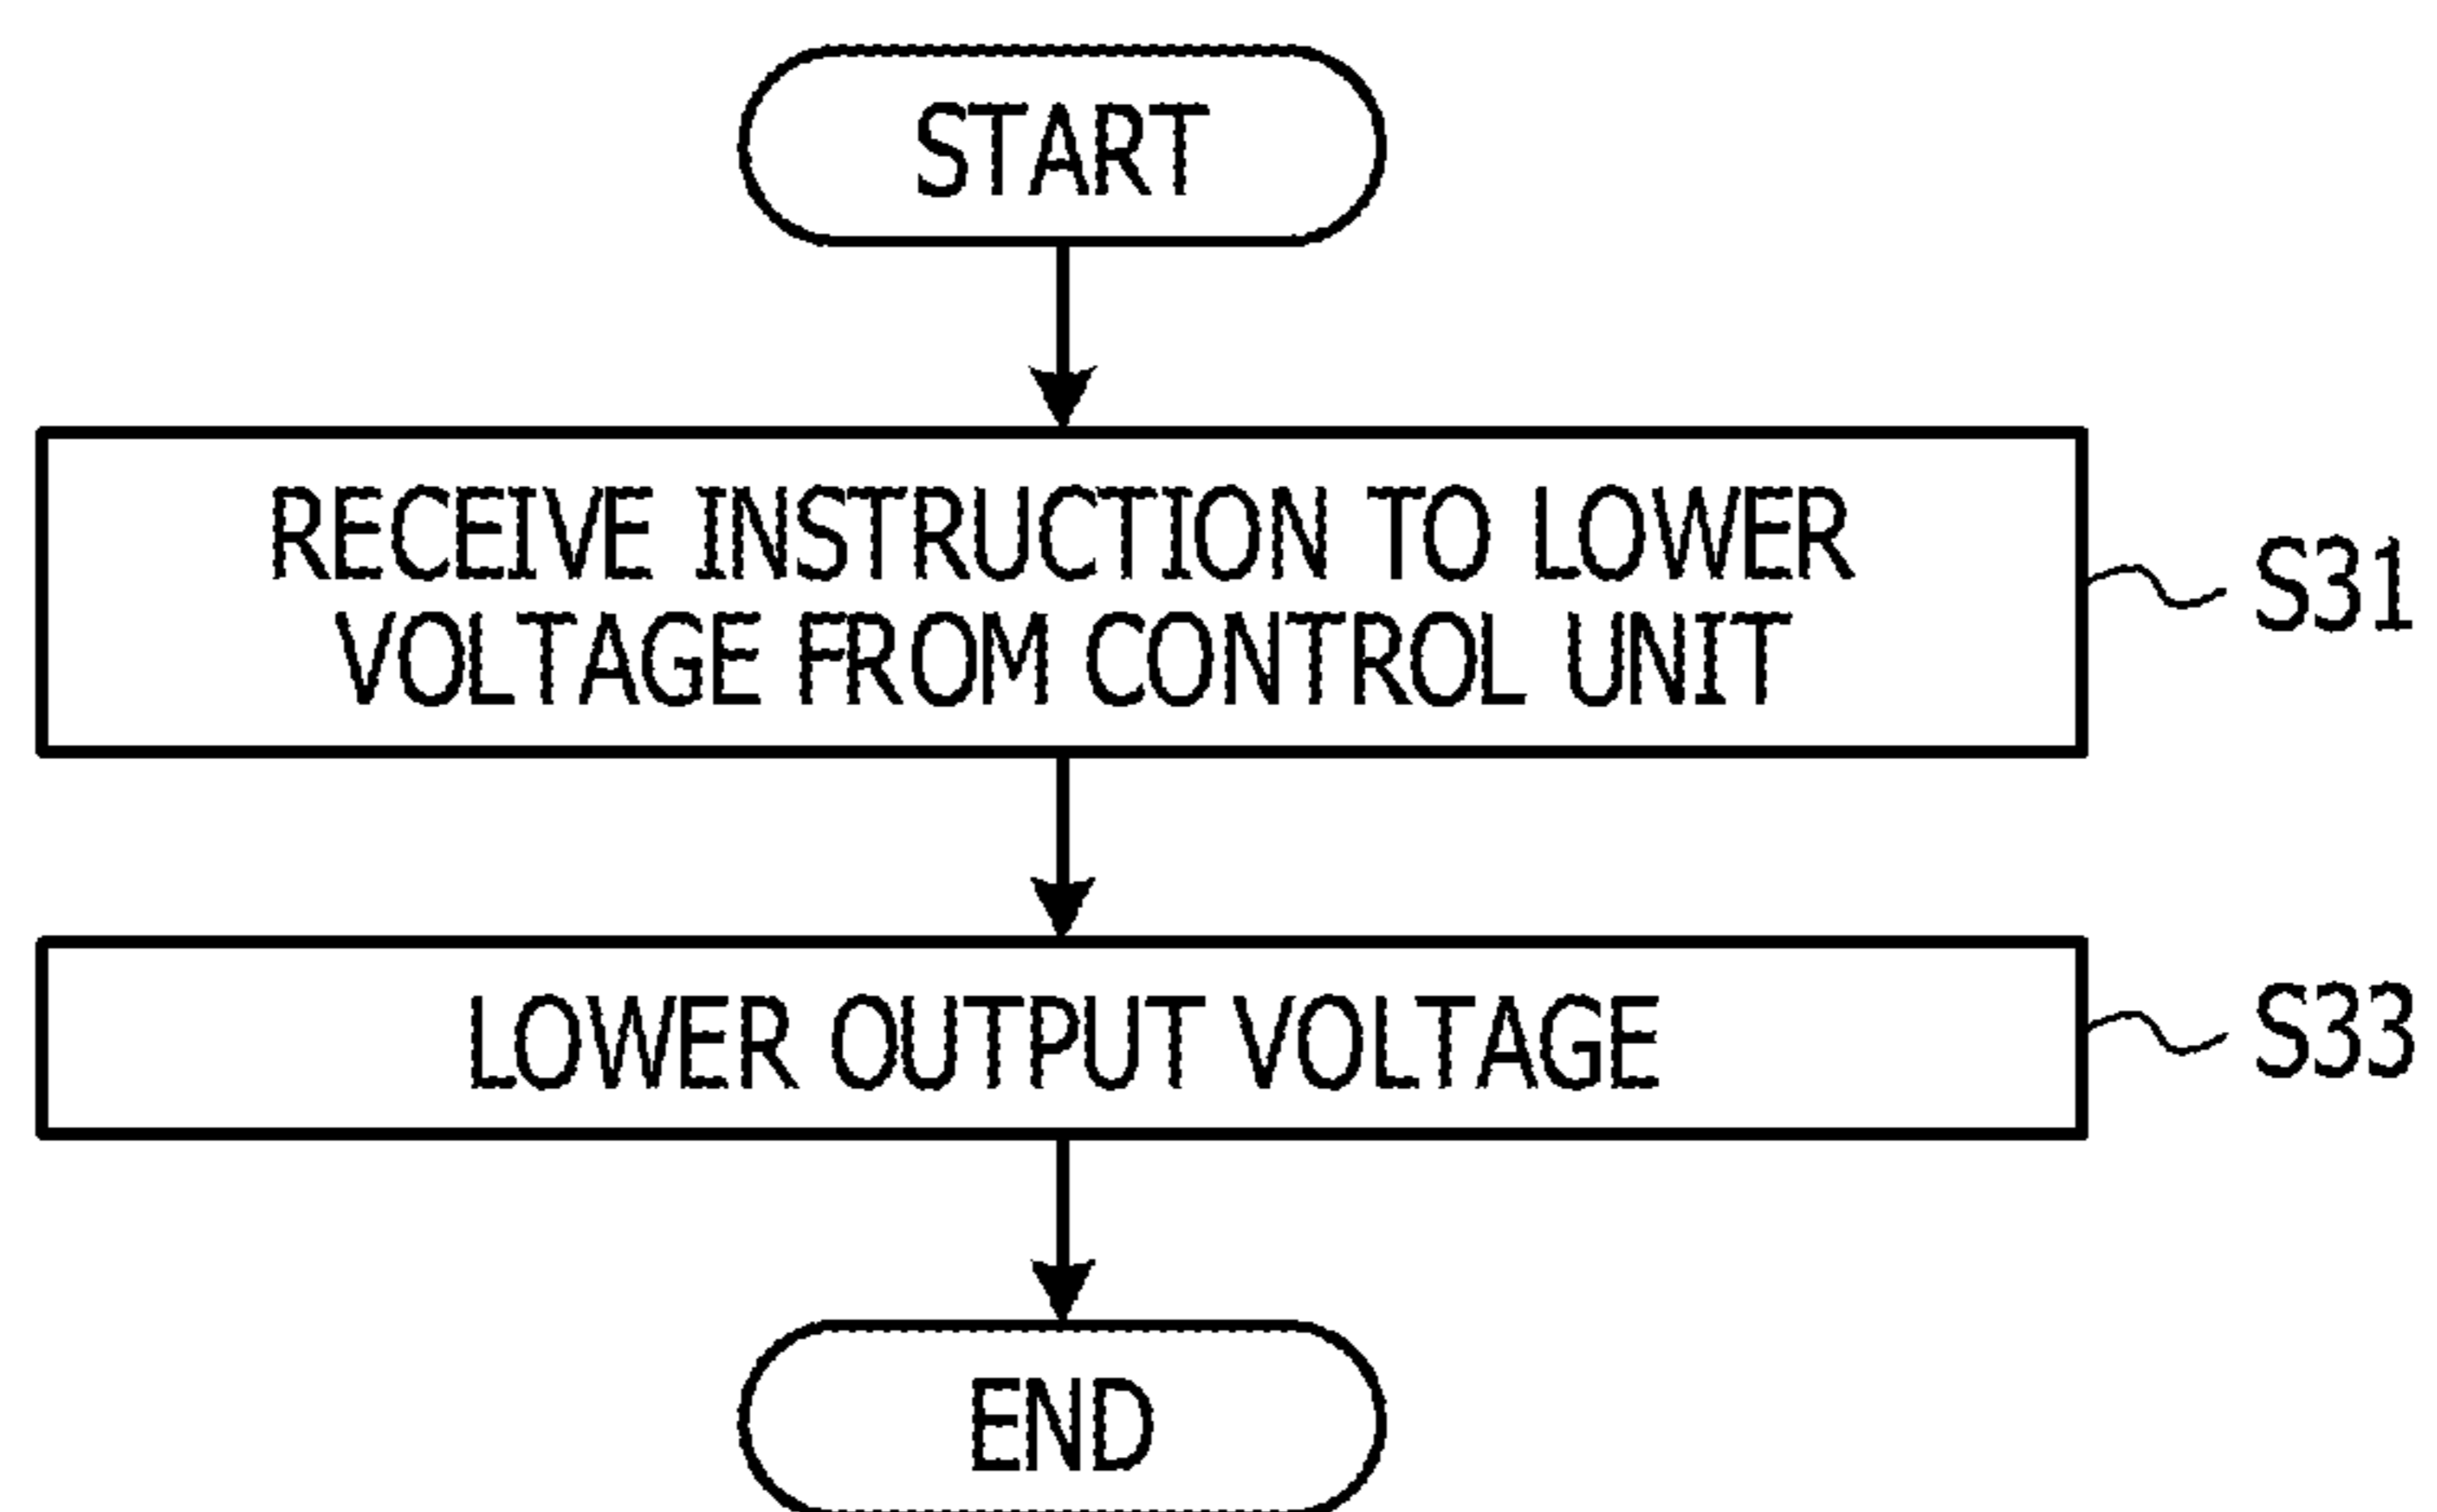 START
RECEIVE INSTRUCTION TO LOWER
VOLTAGE FROM CONTROL UNIT
S31
LOWER OUTPUT VOLTAGE
S33
END